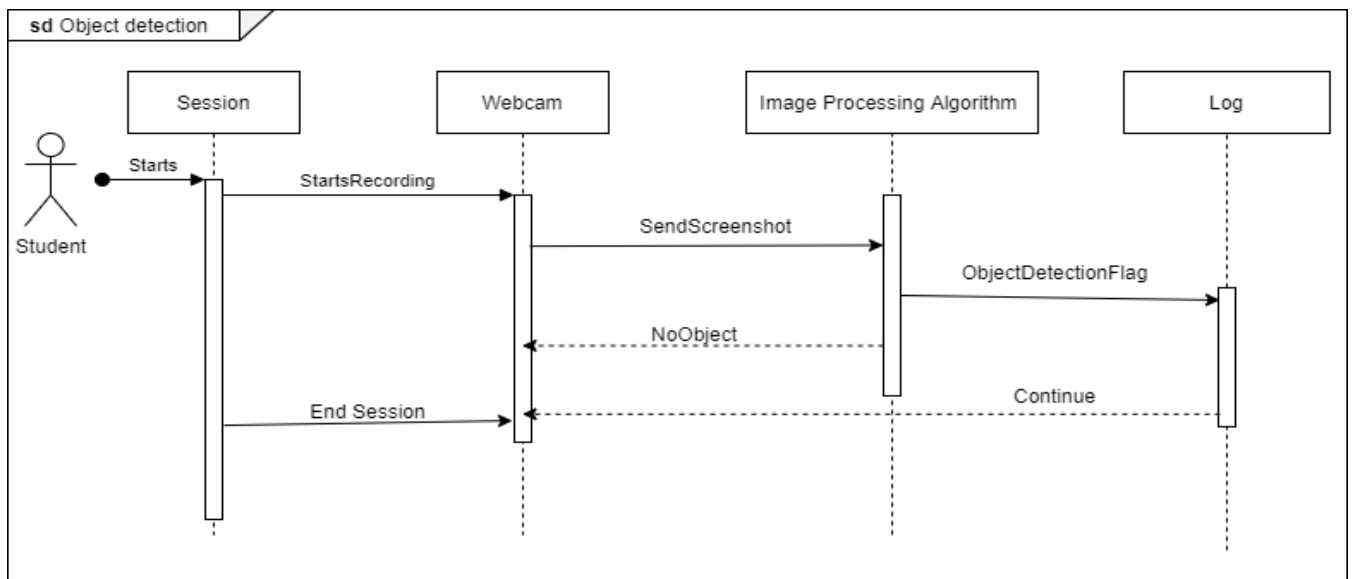 sd Object detection
Session
Webcam
Image Processing Algorithm
Log
Starts
StartsRecording
SendScreenshot
Student
ObjectDetectionFlag
NoObject
Continue
End Session